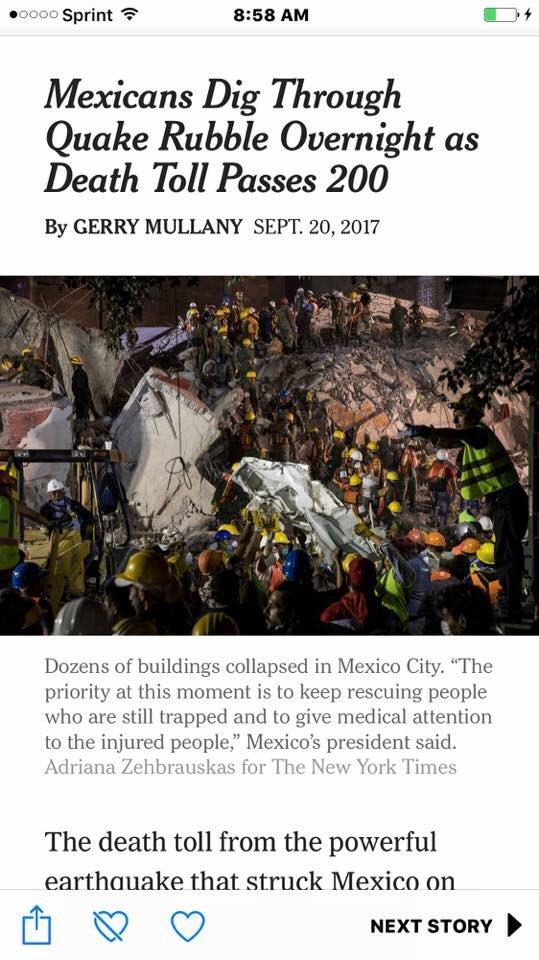 Sprint 8:58 AM
Mexicans Dig Through
Quake Rubble Overnight as
Death Toll Passes 200
By GERRY MULLANY SEPT. 20, 2017
Dozens of buildings collapsed in Mexico City. “The
priority at this moment is to keep rescuing people
who are still trapped and to give medical attention
to the injured people,” Mexico’s president said.
Adriana Zehbrauskas for The New York Times
The death toll from the powerful
earthquake that struck Mexico on
NEXT STORY